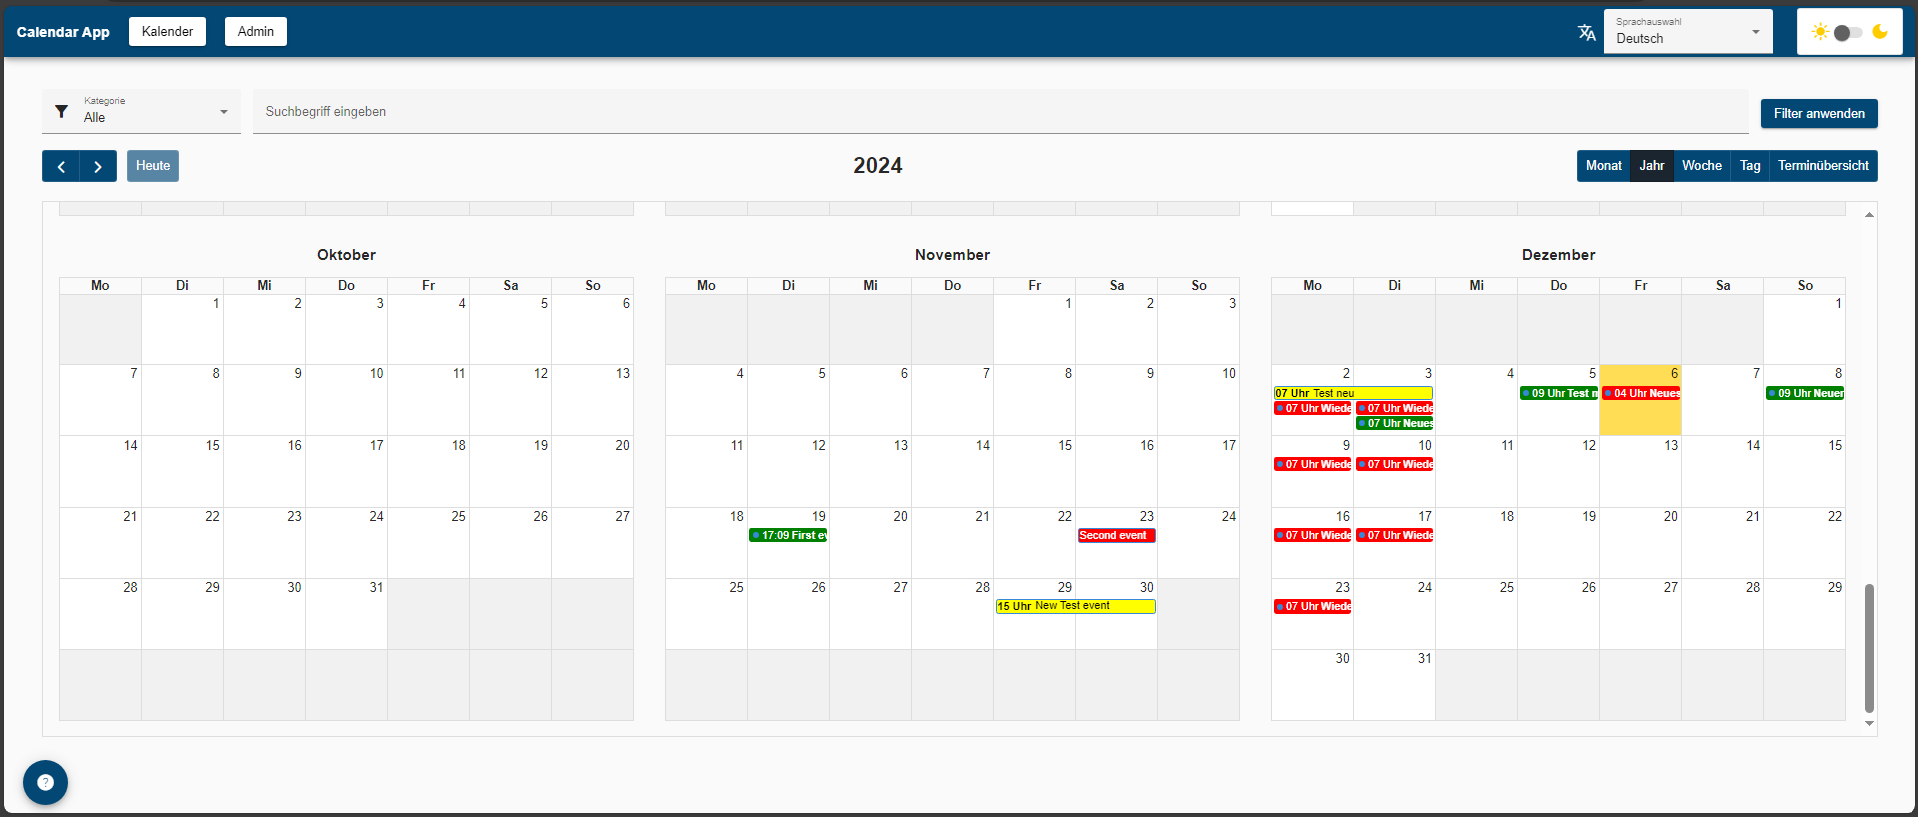 Calendar App Kalender Admin Sprachauswahl
Deutsch
Kategorie
Alle
Suchbegriff eingeben
Filter anwenden
Heute
2024
Monat Jahr Woche Tag Terminübersicht
Oktober
Mo Di Mi Do Fr Sa So
1 2 3 4 5 6
7 8 9 10 11 12 13
14 15 16 17 18 19 20
21 22 23 24 25 26 27
28 29 30 31
November
Mo Di Mi Do Fr Sa So
1 2 3
4 5 6 7 8 9 10
11 12 13 14 15 16 17
18 19 20 21 22 23 24
17:09 First ev Second event
25 26 27 28 29 30
15 Uhr New Test event
Dezember
Mo Di Mi Do Fr Sa So
1
2 3 4 5 6 7 8
07 Uhr Test neu 09 Uhr Test n 04 Uhr Neues 09 Uhr Neuer
07 Uhr Wiede 07 Uhr Wiede
07 Uhr Neues
9 10 11 12 13 14 15
07 Uhr Wiede 07 Uhr Wiede
16 17 18 19 20 21 22
07 Uhr Wiede 07 Uhr Wiede
23 24 25 26 27 28 29
07 Uhr Wiede
30 31
?